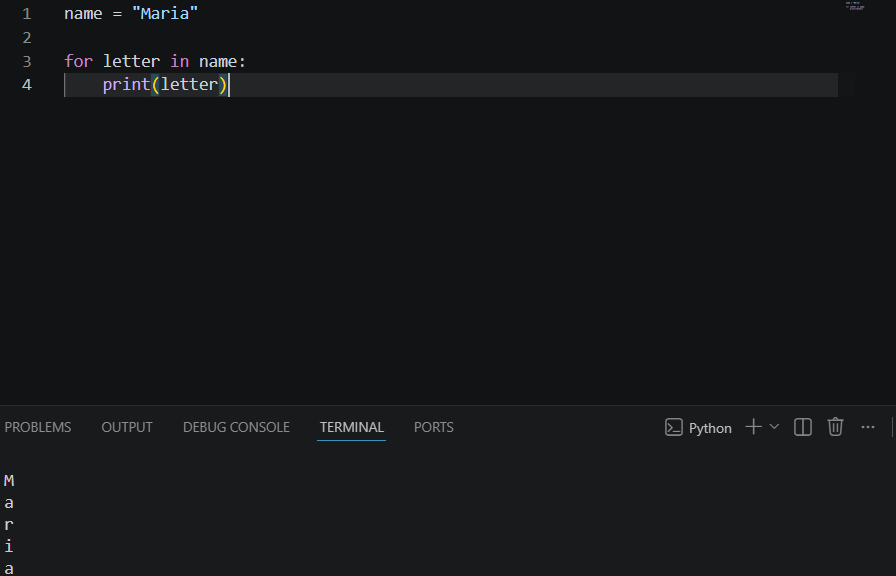 1 name = "Maria"
2
3 for letter in name:
4     print(letter)
PROBLEMS OUTPUT DEBUG CONSOLE TERMINAL PORTS Python
M
a
r
i
a